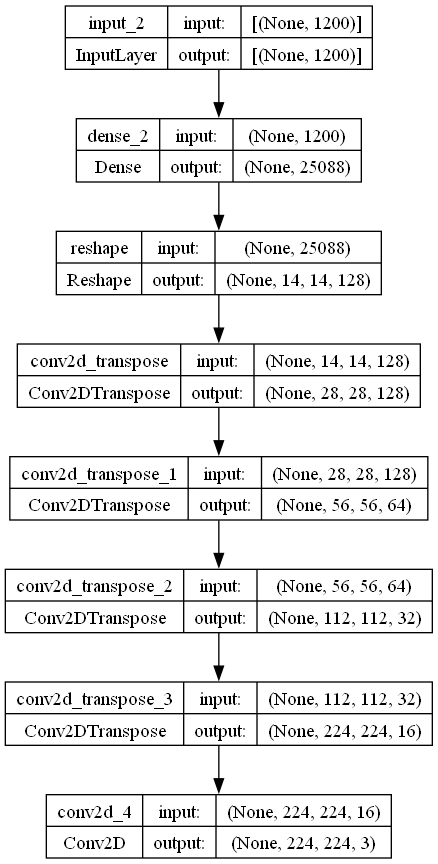 input_2 input: [(None, 1200)]
InputLayer output: [(None, 1200)]
dense_2 input: (None, 1200)
Dense output: (None, 25088)
reshape input: (None, 25088)
Reshape output: (None, 14, 14, 128)
conv2d_transpose input: (None, 14, 14, 128)
Conv2DTranspose output: (None, 28, 28, 128)
conv2d_transpose_1 input: (None, 28, 28, 128)
Conv2DTranspose output: (None, 56, 56, 64)
conv2d_transpose_2 input: (None, 56, 56, 64)
Conv2DTranspose output: (None, 112, 112, 32)
conv2d_transpose_3 input: (None, 112, 112, 32)
Conv2DTranspose output: (None, 224, 224, 16)
conv2d_4 input: (None, 224, 224, 16)
Conv2D output: (None, 224, 224, 3)